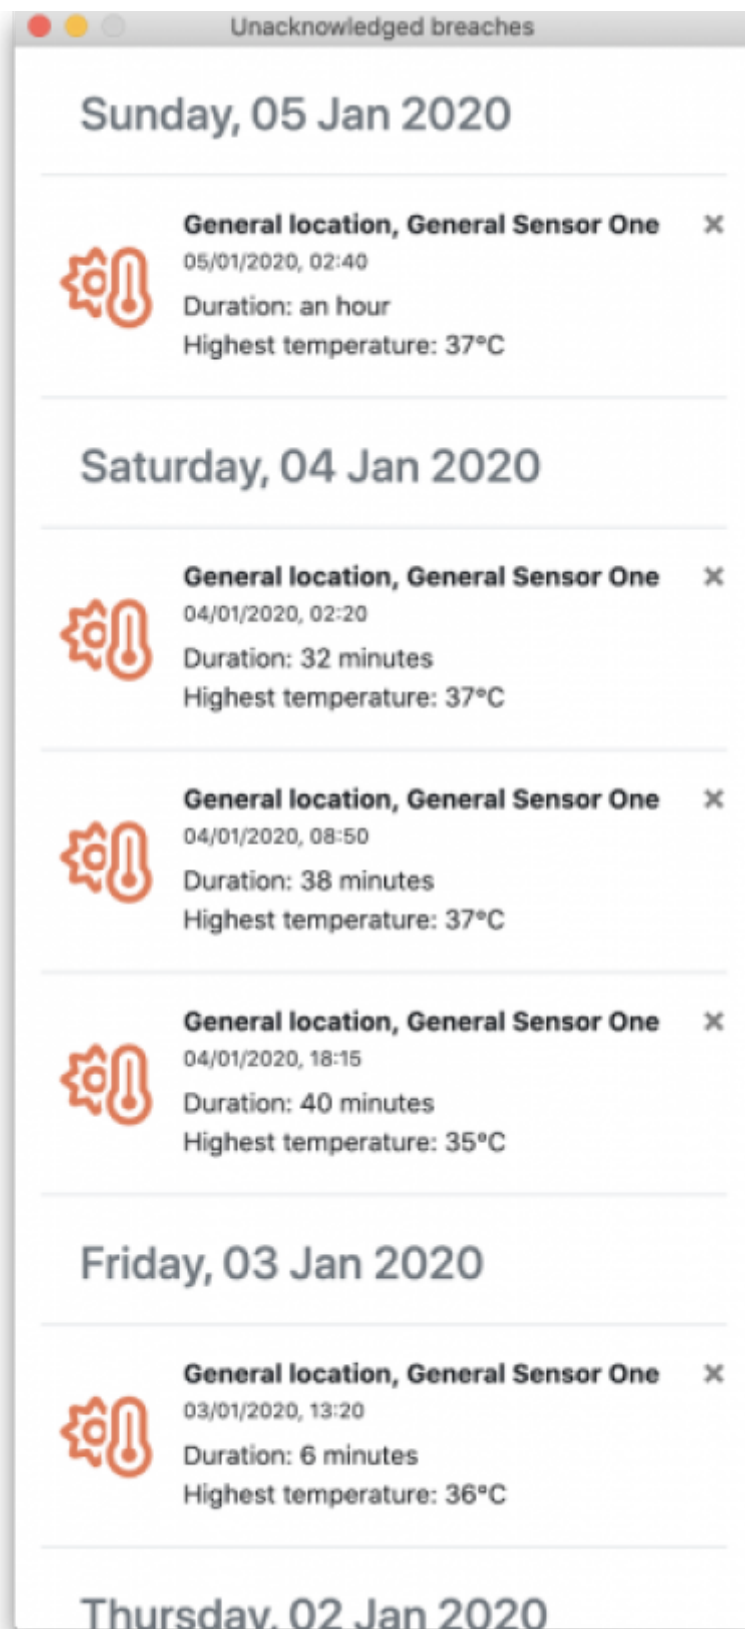 Unacknowledged breaches
Sunday, 05 Jan 2020
General location, General Sensor One
05/01/2020, 02:40
Duration: an hour
Highest temperature: 37°C
Saturday, 04 Jan 2020
General location, General Sensor One
04/01/2020, 02:20
Duration: 32 minutes
Highest temperature: 37°C
General location, General Sensor One
04/01/2020, 08:50
Duration: 38 minutes
Highest temperature: 37°C
General location, General Sensor One
04/01/2020, 18:15
Duration: 40 minutes
Highest temperature: 35°C
Friday, 03 Jan 2020
General location, General Sensor One
03/01/2020, 13:20
Duration: 6 minutes
Highest temperature: 36°C
Thursday, 02 Jan 2020